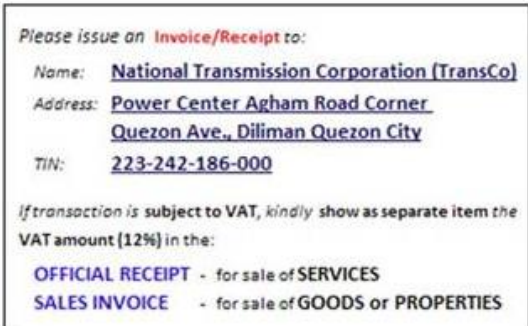 Please issue an Invoice/Receipt to:
Name: National Transmission Corporation (TransCo)
Address: Power Center Agham Road Corner
Quezon Ave., Diliman Quezon City
TIN: 223-242-186-000
If transaction is subject to VAT, kindly show as separate item the
VAT amount (12%) in the:
OFFICIAL RECEIPT - for sale of SERVICES
SALES INVOICE - for sale of GOODS or PROPERTIES